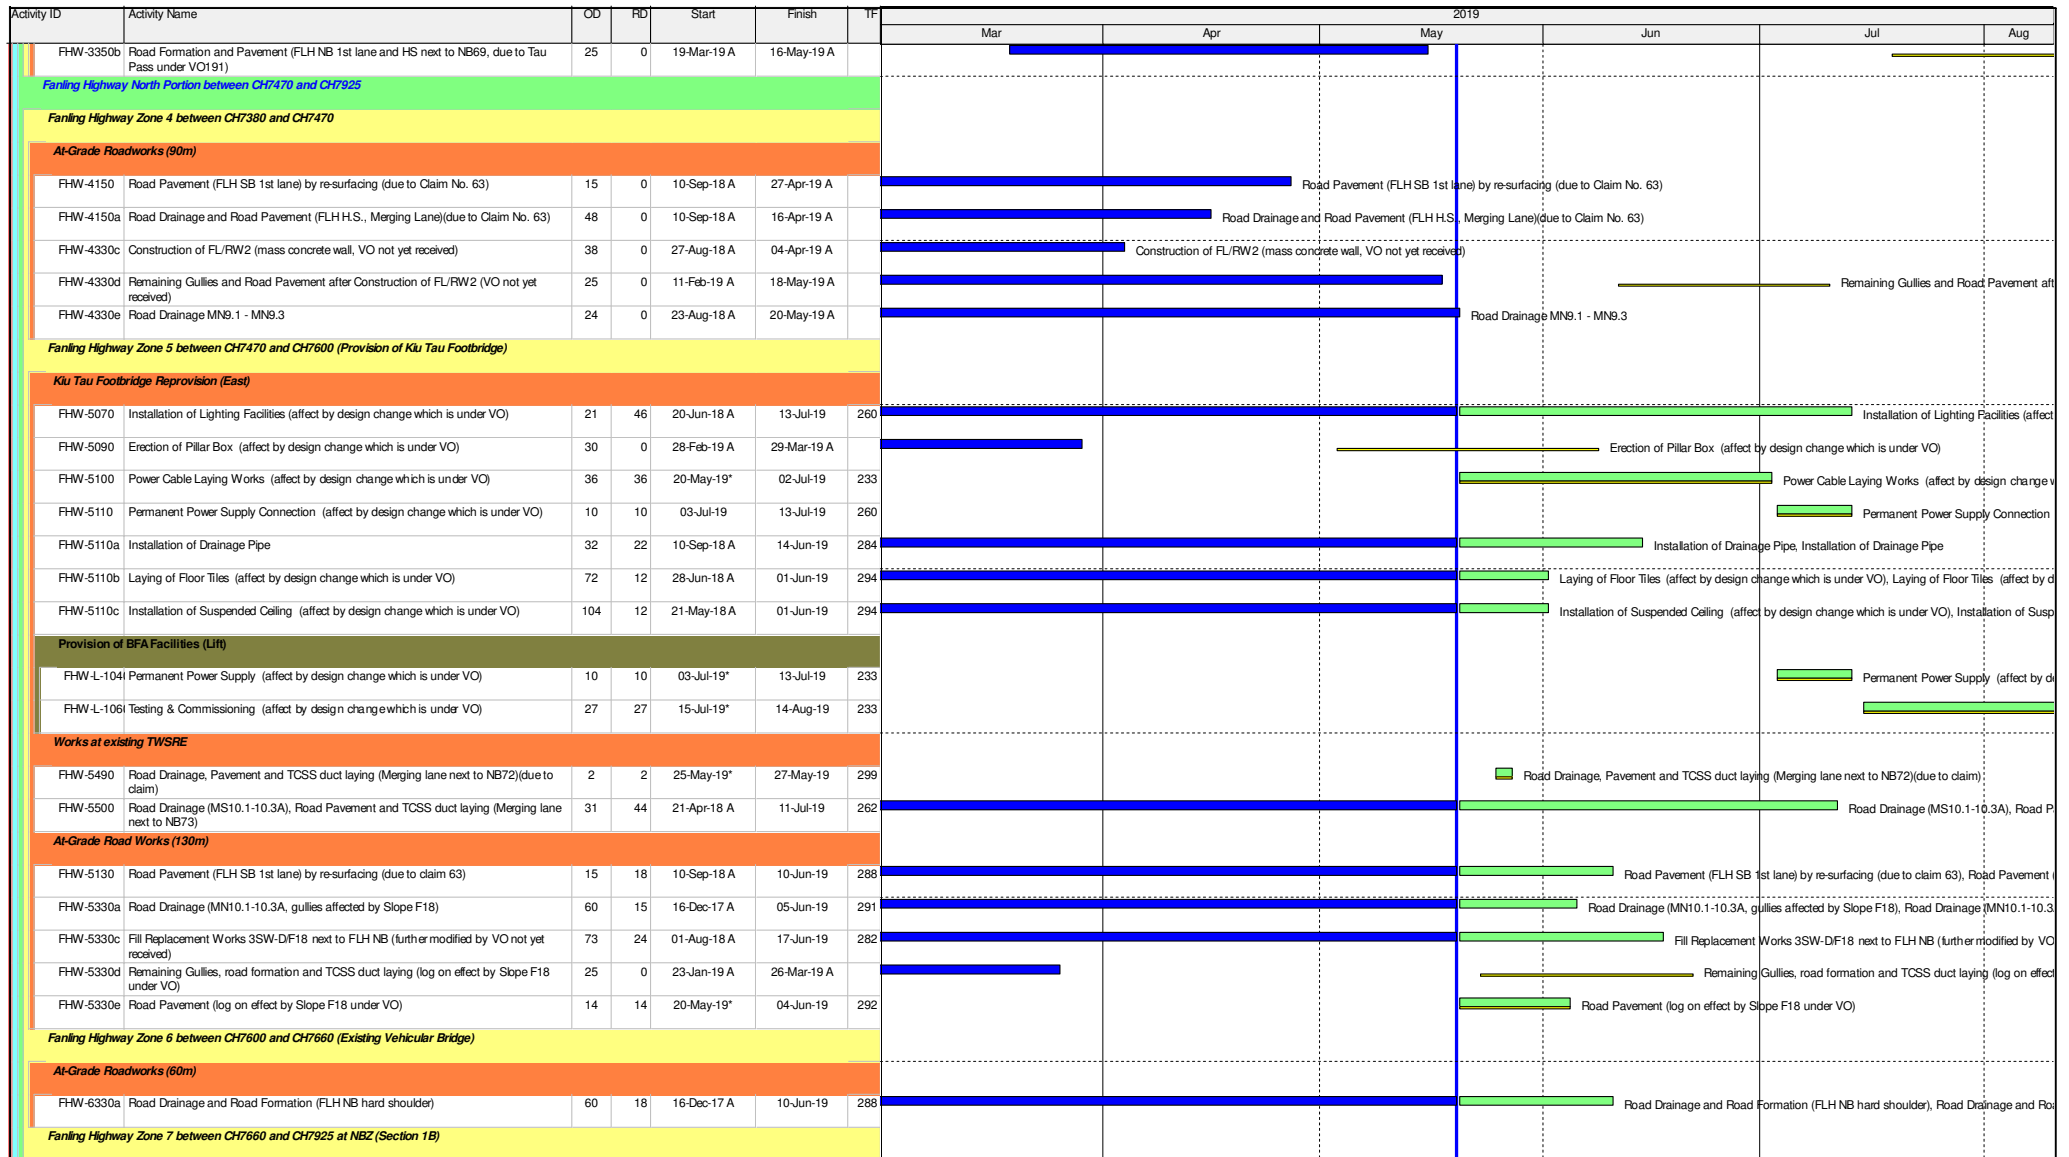 Activity ID Activity Name OD RD Start Finish TF 2019
Mar Apr May Jun Jul Aug
FHW-3350b Road Formation and Pavement (FLH NB 1st lane and HS next to NB69, due to Tau 25 0 19-Mar-19 A 16-May-19 A
Pass under VO191)
Fanling Highway North Portion between CH7470 and CH7925
Fanling Highway Zone 4 between CH7380 and CH7470
At-Grade Roadworks (90m)
FHW-4150 Road Pavement (FLH SB 1st lane) by re-surfacing (due to Claim No. 63) 15 0 10-Sep-18 A 27-Apr-19 A Road Pavement (FLH SB 1st lane) by re-surfacing (due to Claim No. 63)
FHW-4150a Road Drainage and Road Pavement (FLH H.S., Merging Lane)(due to Claim No. 63) 48 0 10-Sep-18 A 16-Apr-19 A Road Drainage and Road Pavement (FLH H.S., Merging Lane)(due to Claim No. 63)
FHW-4330c Construction of FL/RW2 (mass concrete wall, VO not yet received) 38 0 27-Aug-18 A 04-Apr-19 A Construction of FL/RW2 (mass concrete wall, VO not yet received)
FHW-4330d Remaining Gullies and Road Pavement after Construction of FL/RW2 (VO not yet 25 0 11-Feb-19 A 18-May-19 A Remaining Gullies and Road Pavement aft
received)
FHW-4330e Road Drainage MN9.1 - MN9.3 24 0 23-Aug-18 A 20-May-19 A Road Drainage MN9.1 - MN9.3
Fanling Highway Zone 5 between CH7470 and CH7600 (Provision of Kiu Tau Footbridge)
Kiu Tau Footbridge Reprovision (East)
FHW-5070 Installation of Lighting Facilities (affect by design change which is under VO) 21 46 20-Jun-18 A 13-Jul-19 260 Installation of Lighting Facilities (affect
FHW-5090 Erection of Pillar Box (affect by design change which is under VO) 30 0 28-Feb-19 A 29-Mar-19 A Erection of Pillar Box (affect by design change which is under VO)
FHW-5100 Power Cable Laying Works (affect by design change which is under VO) 36 36 20-May-19* 02-Jul-19 233 Power Cable Laying Works (affect by design change w
FHW-5110 Permanent Power Supply Connection (affect by design change which is under VO) 10 10 03-Jul-19 13-Jul-19 260 Permanent Power Supply Connection
FHW-5110a Installation of Drainage Pipe 32 22 10-Sep-18 A 14-Jun-19 284 Installation of Drainage Pipe, Installation of Drainage Pipe
FHW-5110b Laying of Floor Tiles (affect by design change which is under VO) 72 12 28-Jun-18 A 01-Jun-19 294 Laying of Floor Tiles (affect by design change which is under VO), Laying of Floor Tiles (affect by d
FHW-5110c Installation of Suspended Ceiling (affect by design change which is under VO) 104 12 21-May-18 A 01-Jun-19 294 Installation of Suspended Ceiling (affect by design change which is under VO), Installation of Susp
Provision of BFA Facilities (Lift)
FHW-L-104 Permanent Power Supply (affect by design change which is under VO) 10 10 03-Jul-19* 13-Jul-19 233 Permanent Power Supply (affect by de
FHW-L-106 Testing & Commissioning (affect by design change which is under VO) 27 27 15-Jul-19* 14-Aug-19 233
Works at existing TWSRE
FHW-5490 Road Drainage, Pavement and TCSS duct laying (Merging lane next to NB72)(due to 2 2 25-May-19* 27-May-19 299 Road Drainage, Pavement and TCSS duct laying (Merging lane next to NB72)(due to claim)
claim)
FHW-5500 Road Drainage (MS10.1-10.3A), Road Pavement and TCSS duct laying (Merging lane 31 44 21-Apr-18 A 11-Jul-19 262 Road Drainage (MS10.1-10.3A), Road P
next to NB73)
At-Grade Road Works (130m)
FHW-5130 Road Pavement (FLH SB 1st lane) by re-surfacing (due to claim 63) 15 18 10-Sep-18 A 10-Jun-19 288 Road Pavement (FLH SB 1st lane) by re-surfacing (due to claim 63), Road Pavement (
FHW-5330a Road Drainage (MN10.1-10.3A, gullies affected by Slope F18) 60 15 16-Dec-17 A 05-Jun-19 291 Road Drainage (MN10.1-10.3A, gullies affected by Slope F18), Road Drainage (MN10.1-10.3
FHW-5330c Fill Replacement Works 3SW-D/F18 next to FLH NB (further modified by VO not yet 73 24 01-Aug-18 A 17-Jun-19 282 Fill Replacement Works 3SW-D/F18 next to FLH NB (further modified by VO
received)
FHW-5330d Remaining Gullies, road formation and TCSS duct laying (log on effect by Slope F18 25 0 23-Jan-19 A 26-Mar-19 A Remaining Gullies, road formation and TCSS duct laying (log on effect
under VO)
FHW-5330e Road Pavement (log on effect by Slope F18 under VO) 14 14 20-May-19* 04-Jun-19 292 Road Pavement (log on effect by Slope F18 under VO)
Fanling Highway Zone 6 between CH7600 and CH7660 (Existing Vehicular Bridge)
At-Grade Roadworks (60m)
FHW-6330a Road Drainage and Road Formation (FLH NB hard shoulder) 60 18 16-Dec-17 A 10-Jun-19 288 Road Drainage and Road Formation (FLH NB hard shoulder), Road Drainage and Roa
Fanling Highway Zone 7 between CH7660 and CH7925 at NBZ (Section 1B)